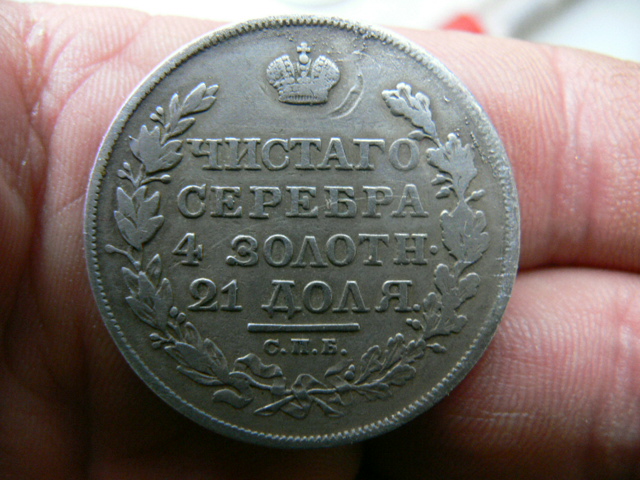 ЧИСТАГО
СЕРЕБРА
4 ЗОЛОТН.
21 ДОЛЯ.
С.П.Б.